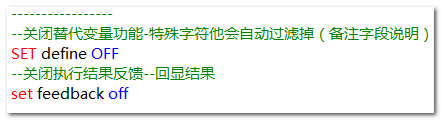 -----------------
--关闭替代变量功能-特殊字符他会自动过滤掉（备注字段说明）
SET define OFF
--关闭执行结果反馈--回显结果
set feedback off